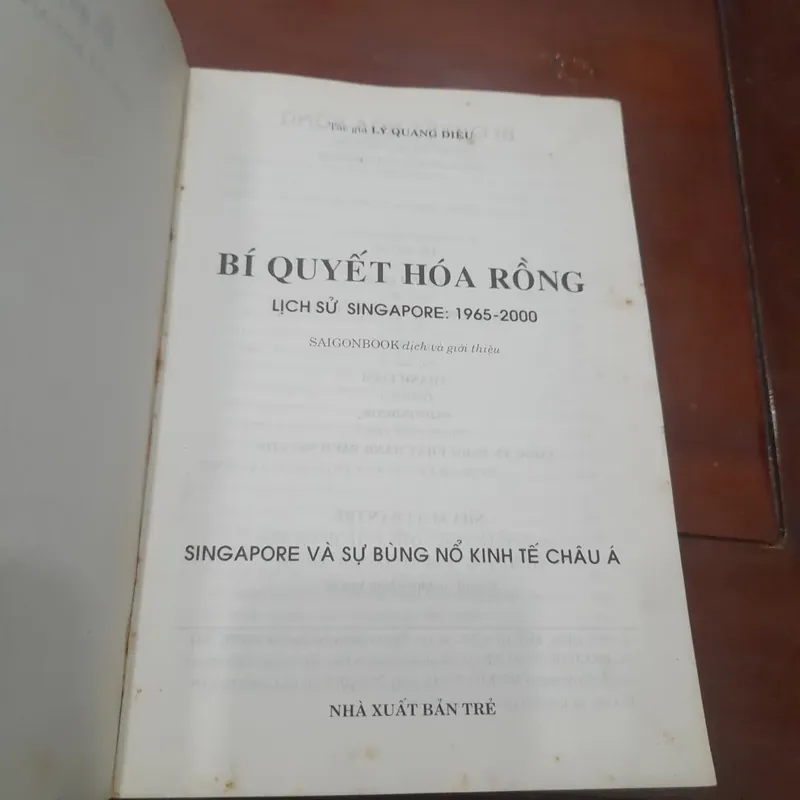 Tác giả LÝ QUANG DIỆU
BÍ QUYẾT HÓA RỒNG
LỊCH SỬ SINGAPORE: 1965-2000
SAIGONBOOK dịch và giới thiệu
SINGAPORE VÀ SỰ BÙNG NỔ KINH TẾ CHÂU Á
NHÀ XUẤT BẢN TRẺ